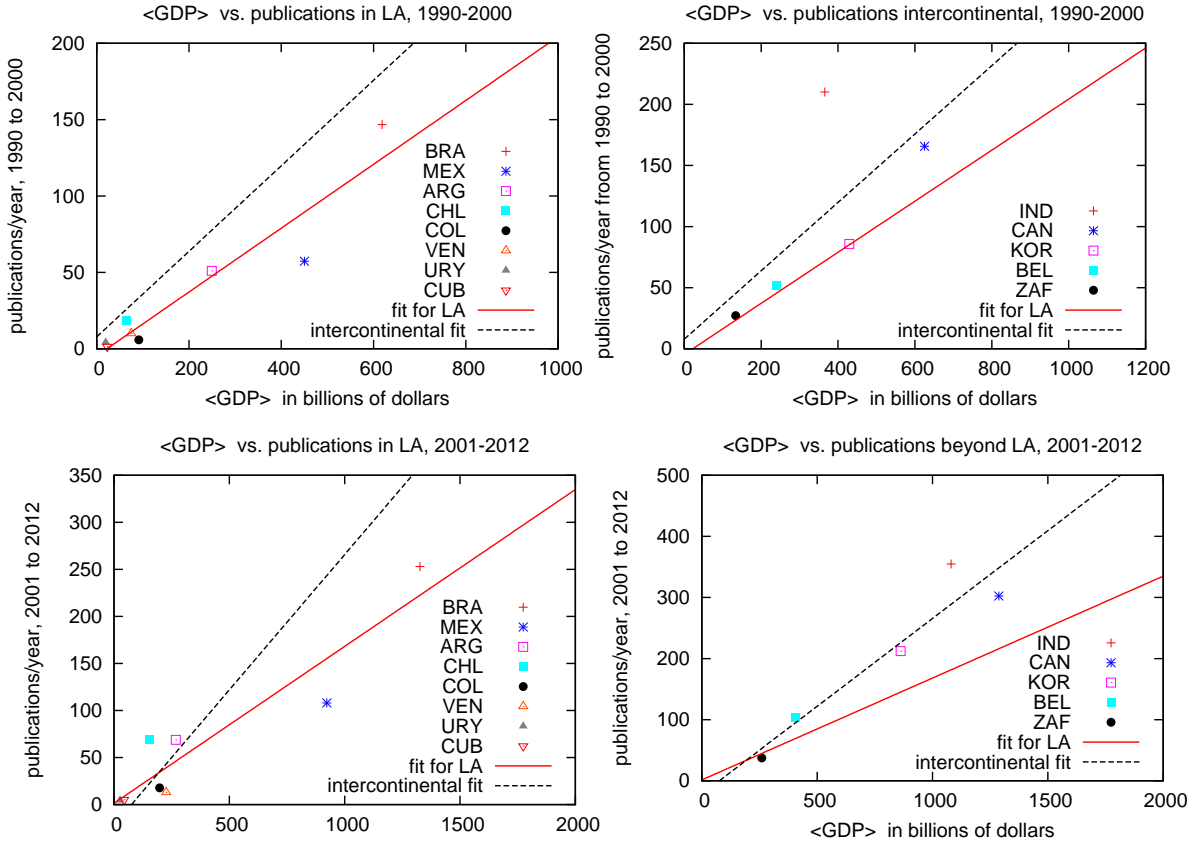 <GDP> vs. publications in LA, 1990-2000
publications/year, 1990 to 2000
200
150
100
50
0
0 200 400 600 800 1000
BRA
MEX
ARG
CHL
COL
VEN
URY
CUB
fit for LA
intercontinental fit
<GDP> in billions of dollars
<GDP> vs. publications intercontinental, 1990-2000
publications/year froom 1990 to 2000
250
200
150
100
50
0
0 200 400 600 800 1000 1200
IND
CAN
KOR
BEL
ZAF
fit for LA
intercontinental fit
<GDP> in billions of dollars
<GDP> vs. publications in LA, 2001-2012
publications/year, 2001 to 2012
350
300
250
200
150
100
50
0
0 500 1000 1500 2000
BRA
MEX
ARG
CHL
COL
VEN
URY
CUB
fit for LA
intercontinental fit
<GDP> in billions of dollars
<GDP> vs. publications beyond LA, 2001-2012
publications/year, 2001 to 2012
500
400
300
200
100
0
0 500 1000 1500 2000
IND
CAN
KOR
BEL
ZAF
fit for LA
intercontinental fit
<GDP> in billions of dollars